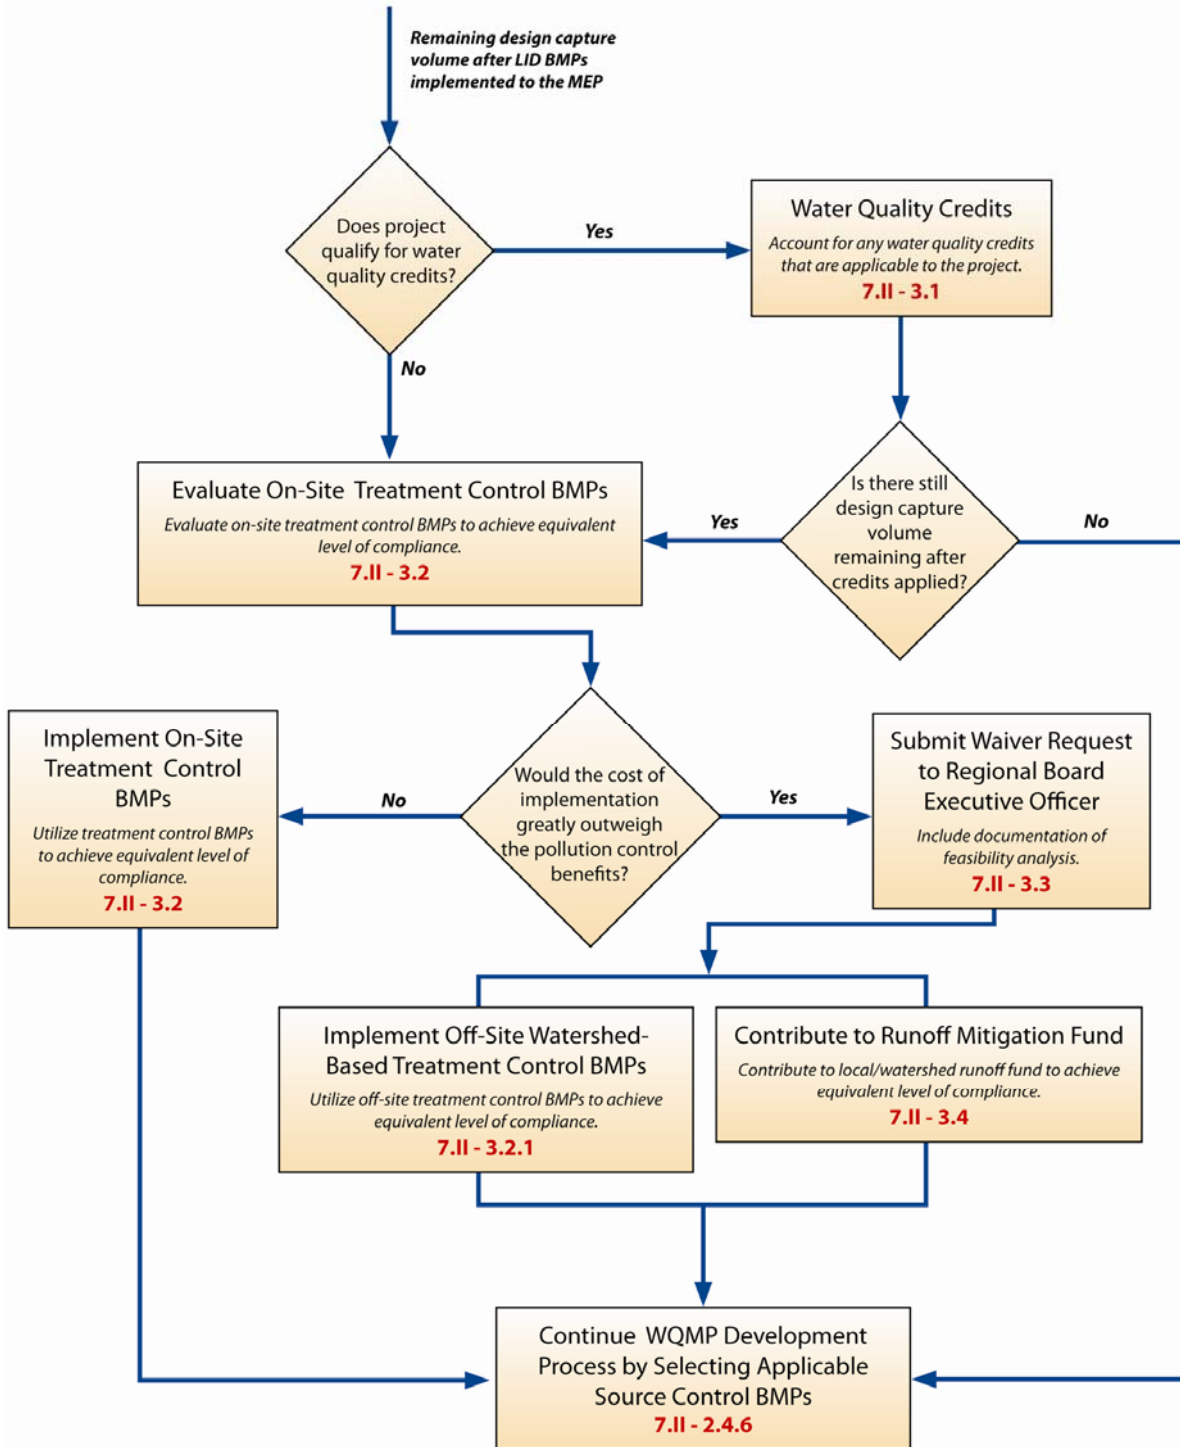 Remaining design capture
volume after LID BMPs
implemented to the MEP
Does project
qualify for water
quality credits?
Yes
Water Quality Credits
Account for any water quality credits
that are applicable to the project.
7.II - 3.1
No
Evaluate On-Site Treatment Control BMPs
Evaluate on-site treatment control BMPs to achieve equivalent
level of compliance.
7.II - 3.2
Yes
Is there still
design capture
volume
remaining after
credits applied?
No
Implement On-Site
Treatment Control
BMPs
Utilize treatment control BMPs
to achieve equivalent level of
compliance.
7.II - 3.2
No
Would the cost of
implementation
greatly outweigh
the pollution control
benefits?
Yes
Submit Waiver Request
to Regional Board
Executive Officer
Include documentation of
feasibility analysis.
7.II - 3.3
Implement Off-Site Watershed-
Based Treatment Control BMPs
Utilize off-site treatment control BMPs to achieve
equivalent level of compliance.
7.II - 3.2.1
Contribute to Runoff Mitigation Fund
Contribute to local/watershed runoff fund to achieve
equivalent level of compliance.
7.II - 3.4
Continue WQMP Development
Process by Selecting Applicable
Source Control BMPs
7.II - 2.4.6